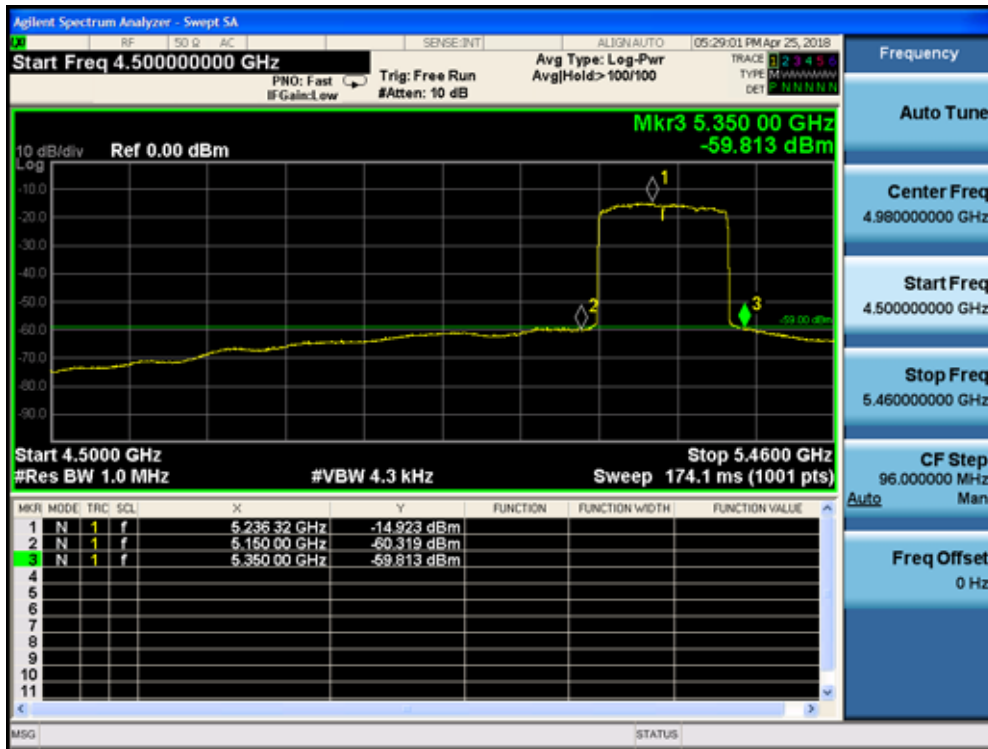 Agilent Spectrum Analyzer - Swept SA
RF 50 Ω AC SENSE:INT ALIGN AUTO 05:29:01 PM Apr 25, 2018
Start Freq 4.500000000 GHz
PNO: Fast
IFGain:Low
Trig: Free Run
#Atten: 10 dB
Avg Type: Log-Pwr
Avg|Hold:> 100/100
TRACE 1 2 3 4 5 6
TYPE M
DET P N N N N N
Mkr3 5.350 00 GHz
-59.813 dBm
10 dB/div Ref 0.00 dBm
Log
-10.0
-20.0
-30.0
-40.0
-50.0
-60.0
-70.0
-80.0
-90.0
1
2
3
-59.00 dBm
Start 4.5000 GHz Stop 5.4600 GHz
#Res BW 1.0 MHz #VBW 4.3 kHz Sweep 174.1 ms (1001 pts)
MKR MODE TRC SCL X Y FUNCTION FUNCTION WIDTH FUNCTION VALUE
1 N 1 f 5.236 32 GHz -14.923 dBm
2 N 1 f 5.150 00 GHz -60.319 dBm
3 N 1 f 5.350 00 GHz -59.813 dBm
4
5
6
7
8
9
10
11
MSG STATUS
Frequency
Auto Tune
Center Freq
4.980000000 GHz
Start Freq
4.500000000 GHz
Stop Freq
5.460000000 GHz
CF Step
96.000000 MHz
Auto Man
Freq Offset
0 Hz